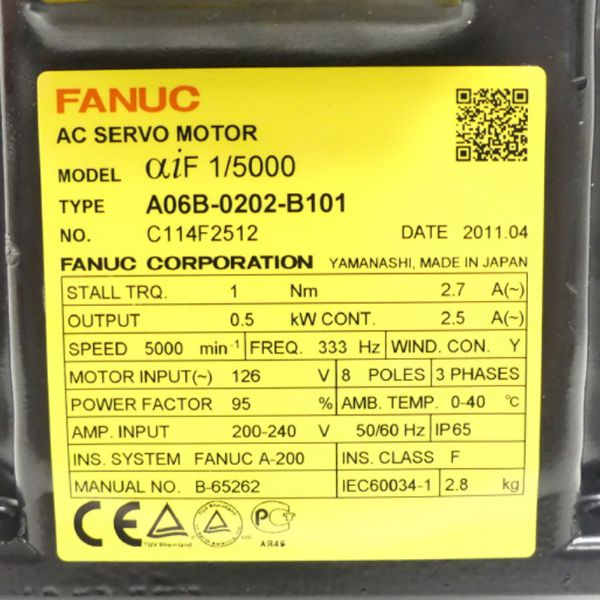 FANUC
AC SERVO MOTOR
MODEL αiF 1/5000
TYPE A06B-0202-B101
NO. C114F2512 DATE 2011.04
FANUC CORPORATION YAMANASHI, MADE IN JAPAN
STALL TRQ. 1 Nm 2.7 A(~)
OUTPUT 0.5 kW CONT. 2.5 A(~)
SPEED 5000 min-1 FREQ. 333 Hz WIND. CON. Y
MOTOR INPUT(~) 126 V 8 POLES 3 PHASES
POWER FACTOR 95 % AMB. TEMP. 0-40 °C
AMP. INPUT 200-240 V 50/60 Hz IP65
INS. SYSTEM FANUC A-200 INS. CLASS F
MANUAL NO. B-65262 IEC60034-1 2.8 kg
CE
TUV Rheinland US